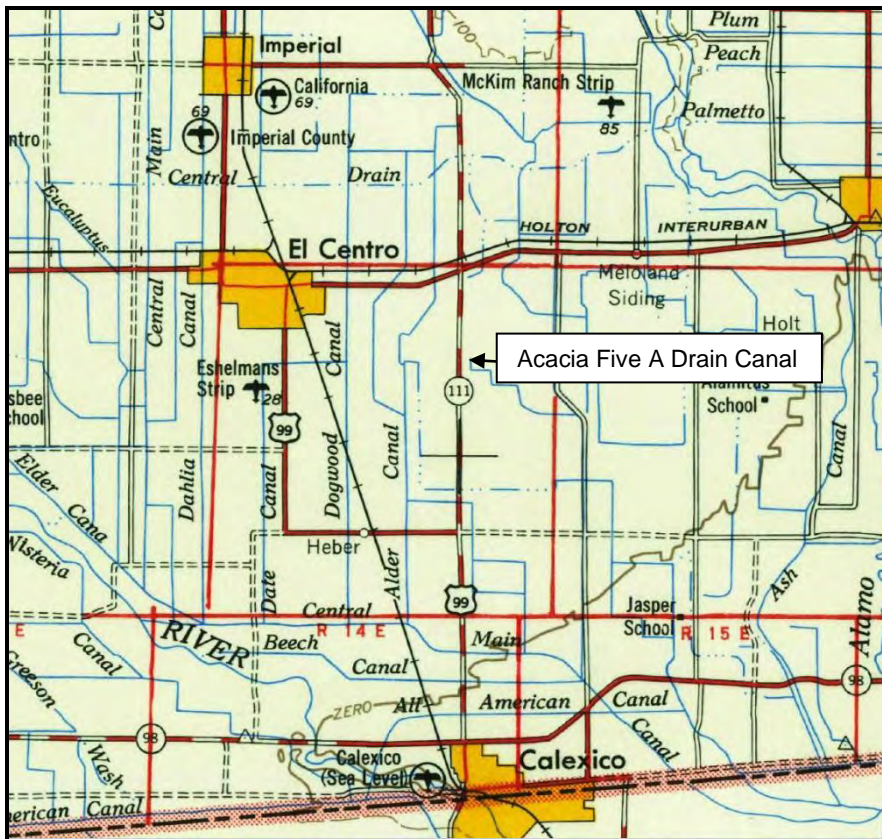 Imperial
100
Plum
Peach
California
69
McKim Ranch Strip
85
Palmetto
69
Imperial County
Main
Central
Drain
Eucalyptus
HOLTON
INTERURBAN
El Centro
Meloland
Siding
Central
Canal
Canal
Holt
Acacia Five A Drain Canal
Eshelmans
Strip
28
School
111
99
Canal
Elder
Dahlia
Canal
Dogwood
Canal
Wisteria
Heber
Date
Alder
99
Ash
Alamo
Central
Main
Jasper
School
E
R 14 E
R 15 E
RIVER
Beech
Canal
Canal
Greeson
ZERO
All
American
Canal
Canal
98
98
Wash
Calexico
(Sea Level)
Calexico
Canal